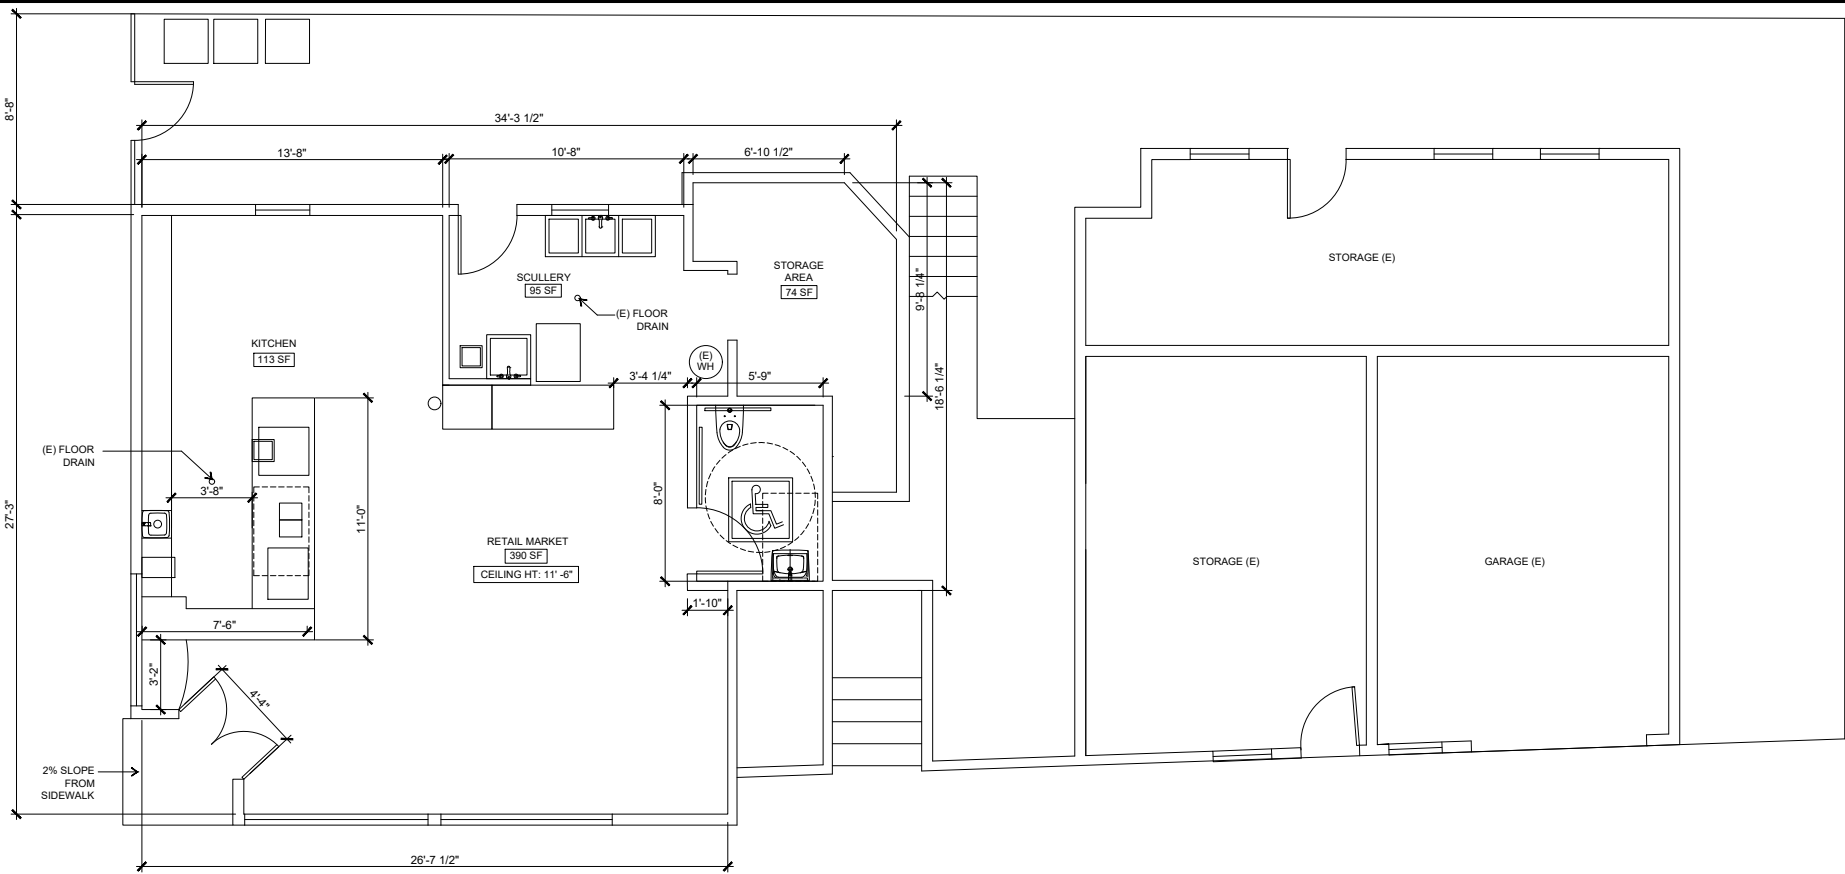 8'-8"
34'-3 1/2"
13'-8"
10'-8"
6'-10 1/2"
STORAGE (E)
STORAGE
AREA
74 SF
SCULLERY
95 SF
9'-8 1/4"
(E) FLOOR
DRAIN
KITCHEN
113 SF
(E)
WH
3'-4 1/4"
5'-9"
18'-6 1/4"
(E) FLOOR
DRAIN
3'-8"
8'-0"
27'-3"
11'-0"
RETAIL MARKET
390 SF
CEILING HT: 11' -6"
STORAGE (E)
GARAGE (E)
1'-10"
7'-6"
3'-2"
4'-4"
2% SLOPE
FROM
SIDEWALK
26'-7 1/2"